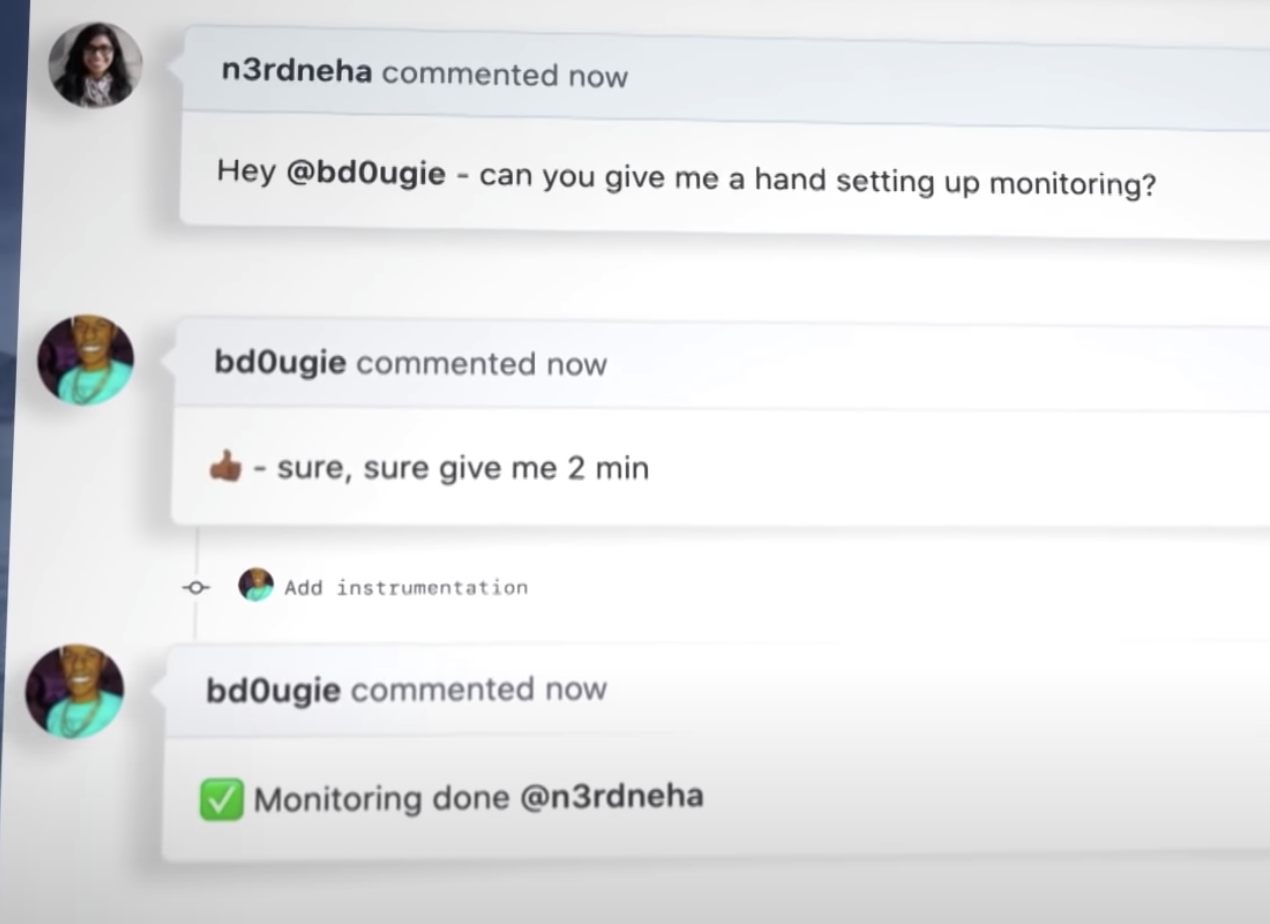 n3rdneha commented now
Hey @bd0ugie - can you give me a hand setting up monitoring?
bd0ugie commented now
👍🏾 - sure, sure give me 2 min
Add instrumentation
bd0ugie commented now
✅ Monitoring done @n3rdneha